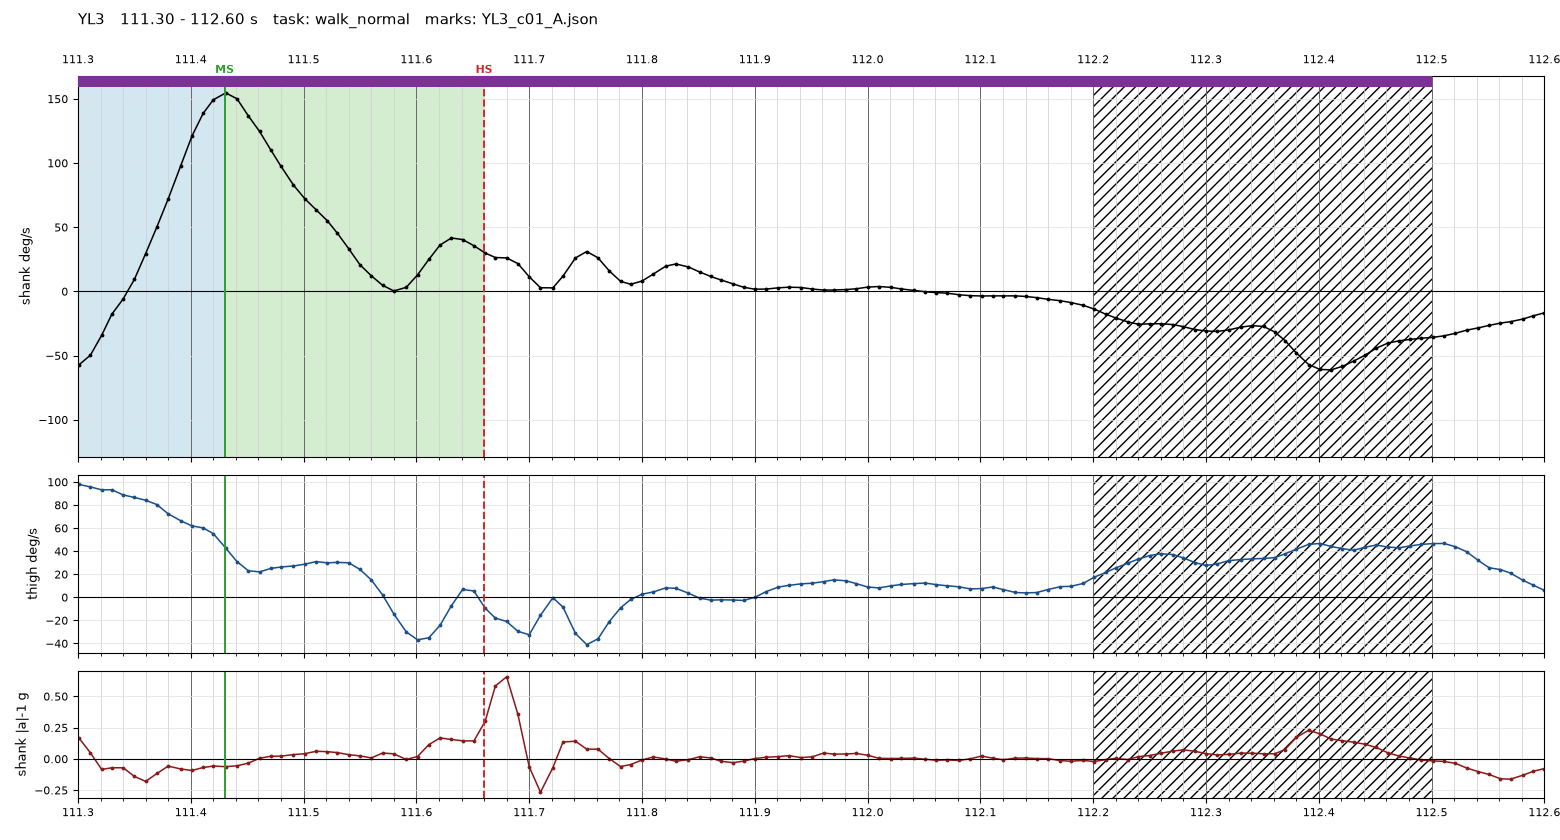 YL3   111.30 - 112.60 s   task: walk_normal   marks: YL3_c01_A.json
111.3 111.4 111.5 111.6 111.7 111.8 111.9 112.0 112.1 112.2 112.3 112.4 112.5 112.6
MS HS
150
100
50
0
−50
−100
shank deg/s
100
80
60
40
20
0
−20
−40
thigh deg/s
0.50
0.25
0.00
−0.25
shank |a|-1 g
111.3 111.4 111.5 111.6 111.7 111.8 111.9 112.0 112.1 112.2 112.3 112.4 112.5 112.6